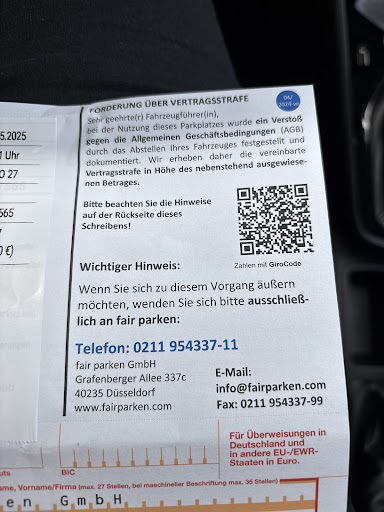 FORDERUNG ÜBER VERTRAGSSTRAFE
04/
2024-vo
Sehr geehrte(r) Fahrzeugführer(in),
bei der Nutzung dieses Parkplatzes wurde ein Verstoß
gegen die Allgemeinen Geschäftsbedingungen (AGB)
durch das Abstellen Ihres Fahrzeuges festgestellt und
dokumentiert. Wir erheben daher die vereinbarte
Vertragsstrafe in Höhe des nebenstehend ausgewiese-
nen Betrages.
Bitte beachten Sie die Hinweise
auf der Rückseite dieses
Schreibens!
Zahlen mit GiroCode
Wichtiger Hinweis:
Wenn Sie sich zu diesem Vorgang äußern
möchten, wenden Sie sich bitte ausschließ-
lich an fair parken:
Telefon: 0211 954337-11
fair parken GmbH
Grafenberger Allee 337c
40235 Düsseldorf
www.fairparken.com
E-Mail:
info@fairparken.com
Fax: 0211 954337-99
5.2025
Uhr
O 27
565
0 €)
Für Überweisungen in
Deutschland und
in andere EU-/EWR-
Staaten in Euro.
BIC
ame, Vorname/Firma (max. 27 Stellen, bei maschineller Beschriftung max. 35 Stellen)
en GmbH